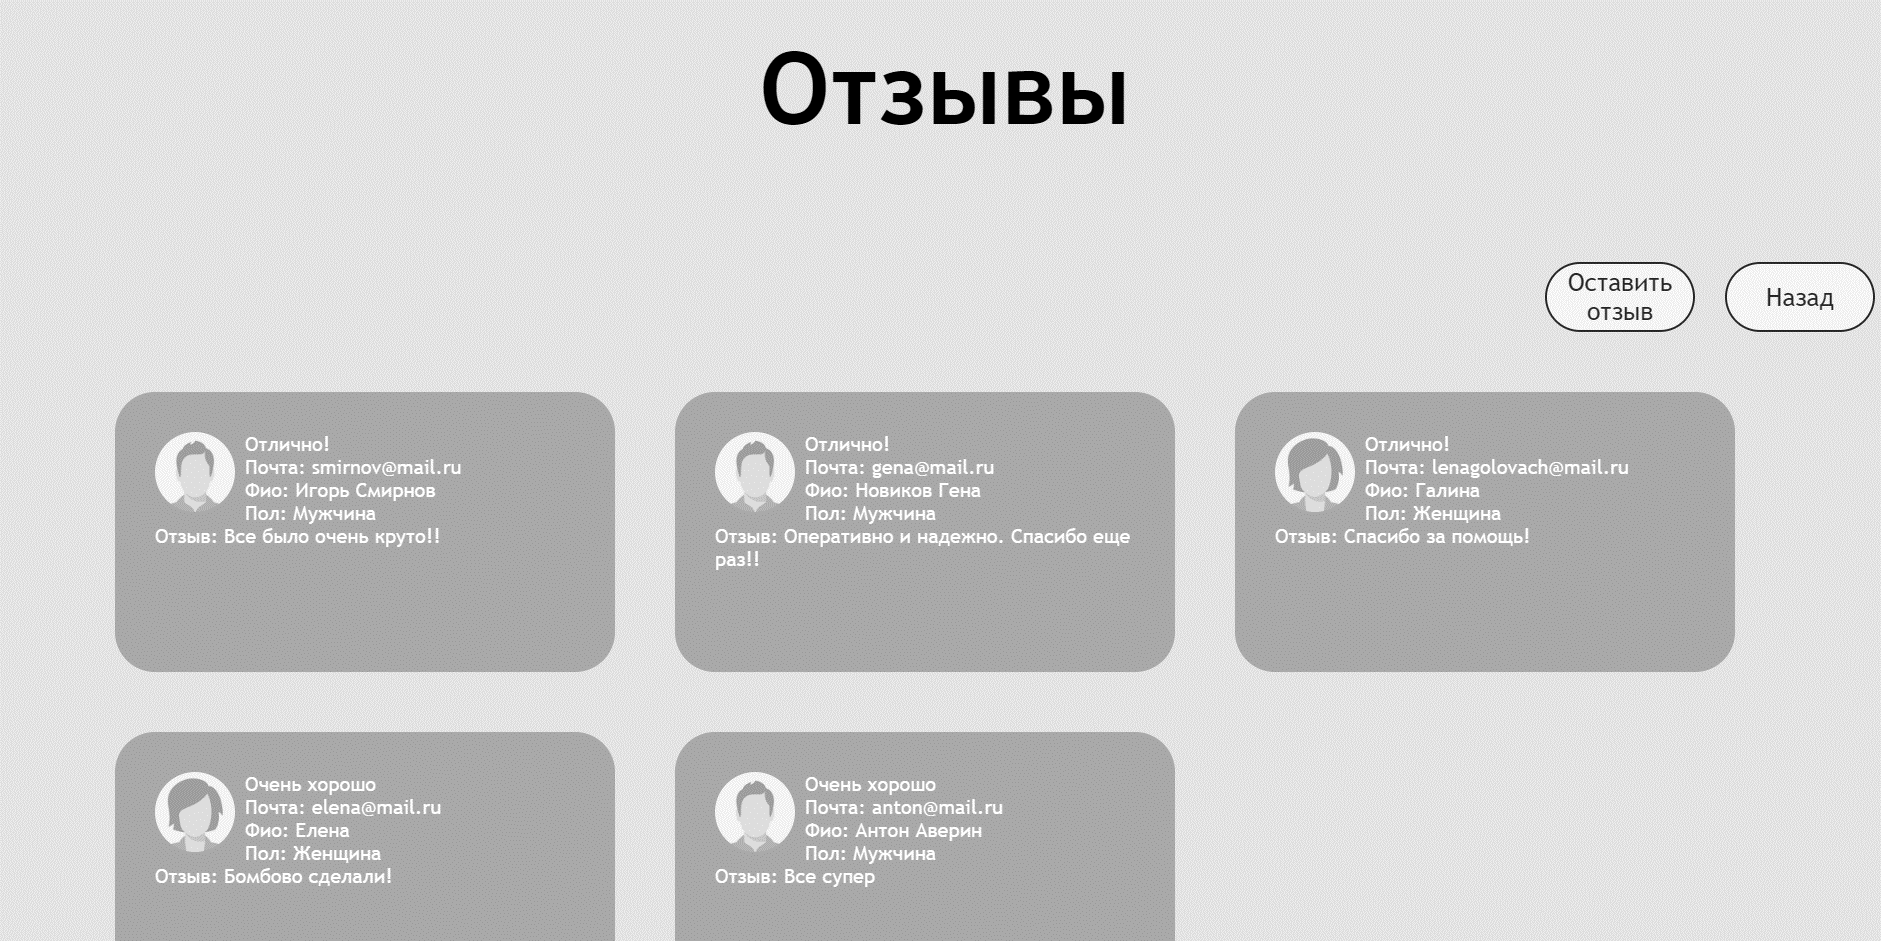 Отзывы
Оставить
отзыв
Назад
Отлично!
Почта: smirnov@mail.ru
Фио: Игорь Смирнов
Пол: Мужчина
Отзыв: Все было очень круто!!
Отлично!
Почта: gena@mail.ru
Фио: Новиков Гена
Пол: Мужчина
Отзыв: Оперативно и надежно. Спасибо еще
раз!!
Отлично!
Почта: lenagolovach@mail.ru
Фио: Галина
Пол: Женщина
Отзыв: Спасибо за помощь!
Очень хорошо
Почта: elena@mail.ru
Фио: Елена
Пол: Женщина
Отзыв: Бомбово сделали!
Очень хорошо
Почта: anton@mail.ru
Фио: Антон Аверин
Пол: Мужчина
Отзыв: Все супер